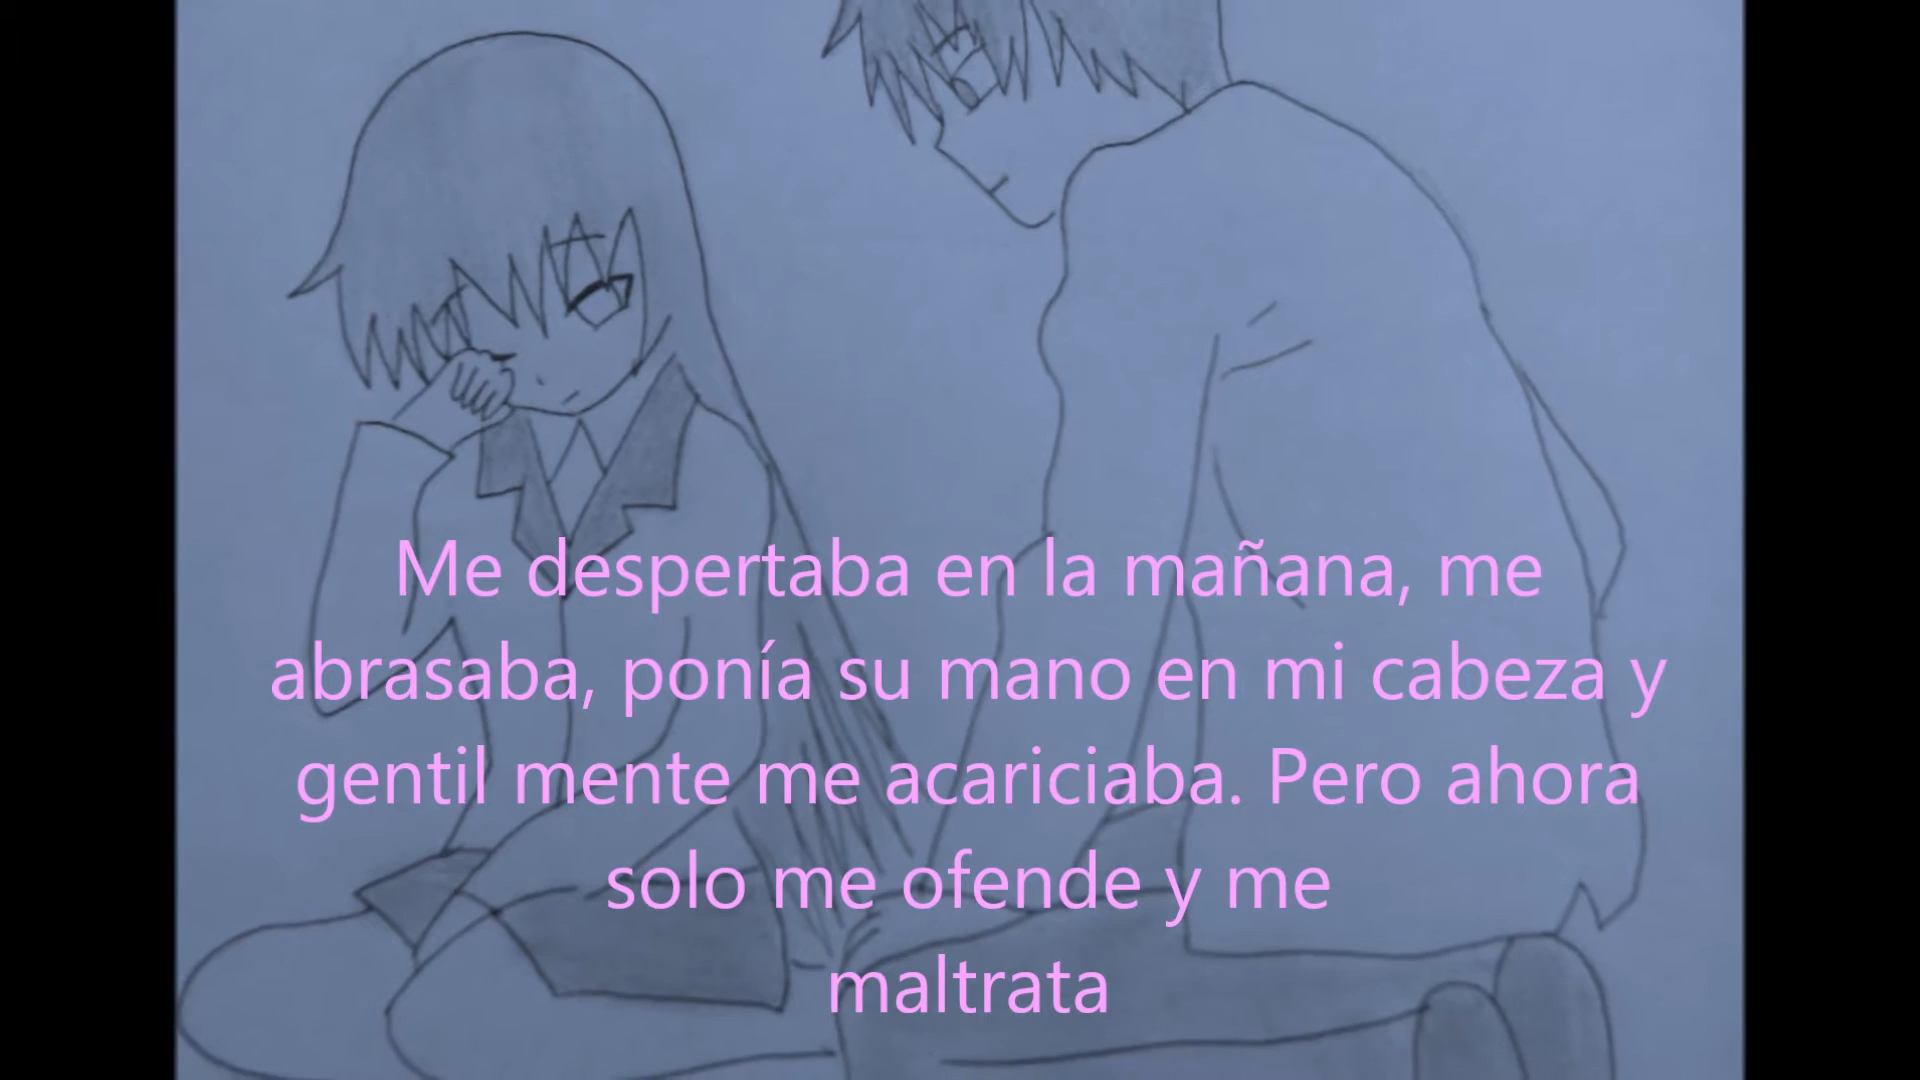 Me despertaba en la mañana, me
abrasaba, ponía su mano en mi cabeza y
gentil mente me acariciaba. Pero ahora
solo me ofende y me
maltrata